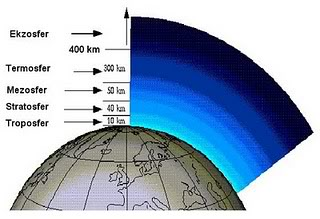 Ekzosfer
400 km
Termosfer 300 km
Mezosfer 50 km
Stratosfer 40 km
Troposfer 10 km